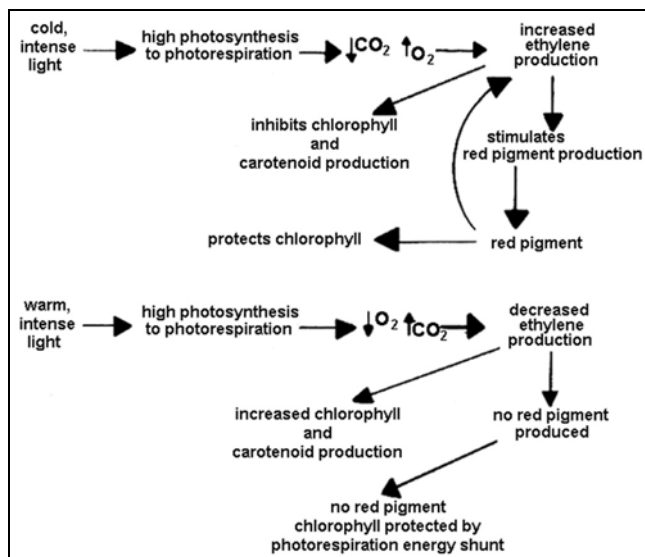 cold,
intense
light
high photosynthesis
to photorespiration
↓CO2 ↑O2
increased
ethylene
production
inhibits chlorophyll
and
carotenoid production
stimulates
red pigment production
protects chlorophyll
red pigment
warm,
intense
light
high photosynthesis
to photorespiration
↓O2 ↑CO2
decreased
ethylene
production
increased chlorophyll
and
carotenoid production
no red pigment
produced
no red pigment
chlorophyll protected by
photorespiration energy shunt